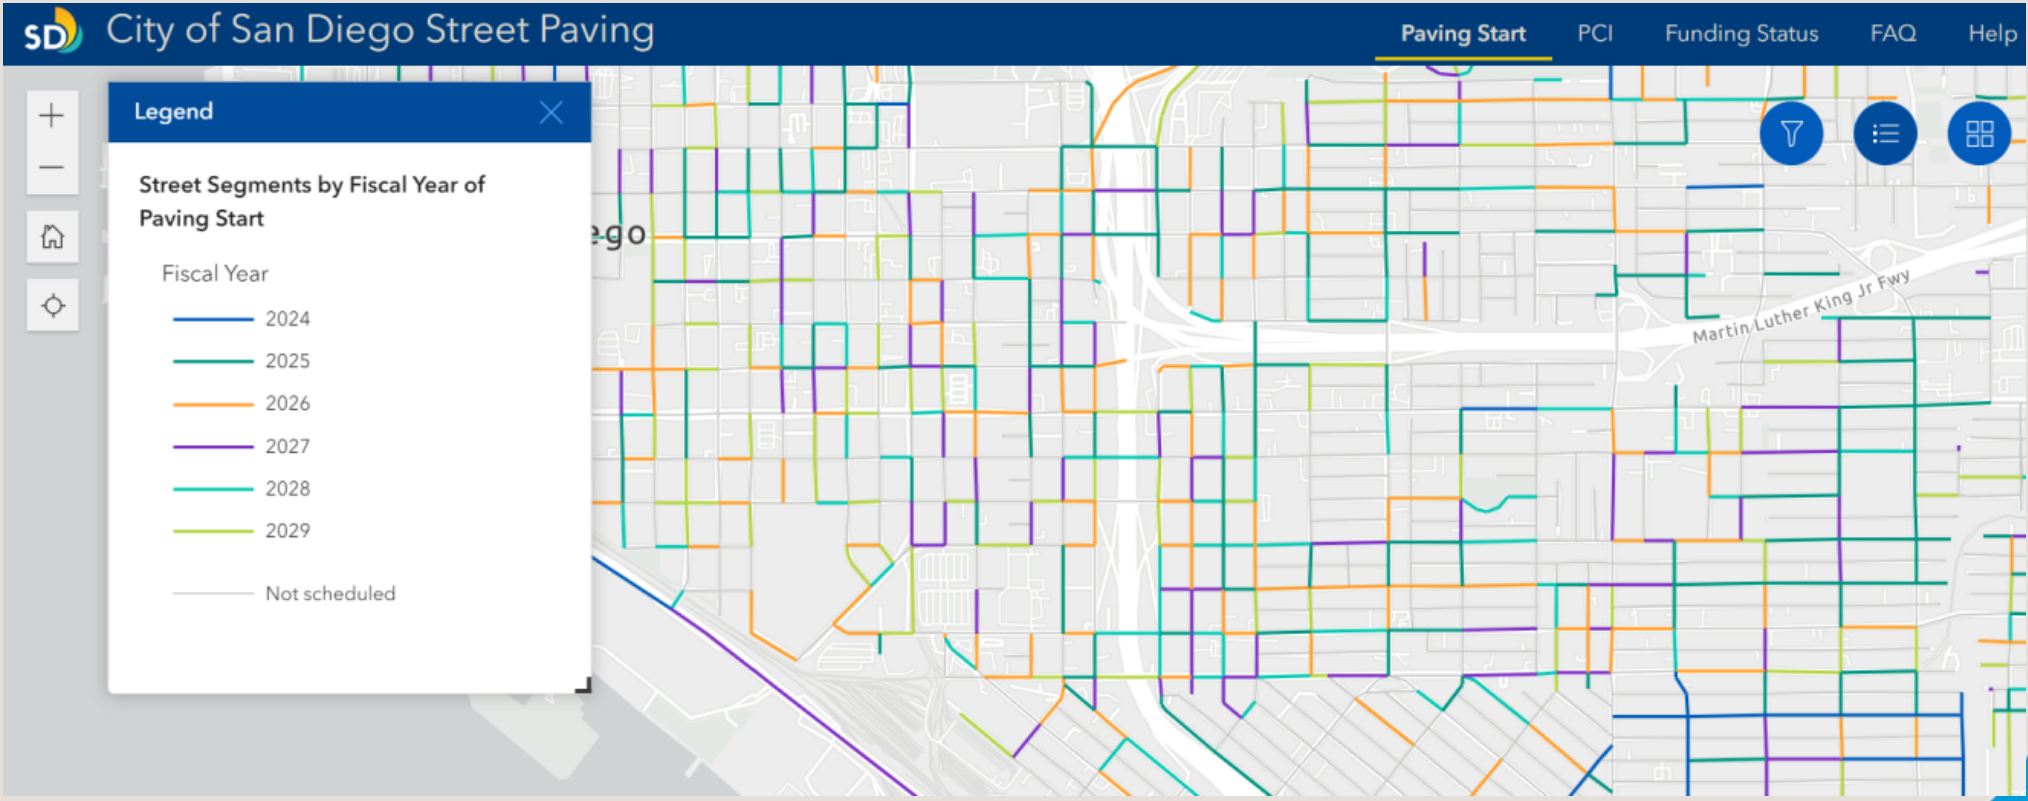 SD
City of San Diego Street Paving
Paving Start
PCI
Funding Status
FAQ
Help
Legend
Street Segments by Fiscal Year of
Paving Start
Fiscal Year
2024
2025
2026
2027
2028
2029
Not scheduled
ego
Martin Luther King Jr Fwy